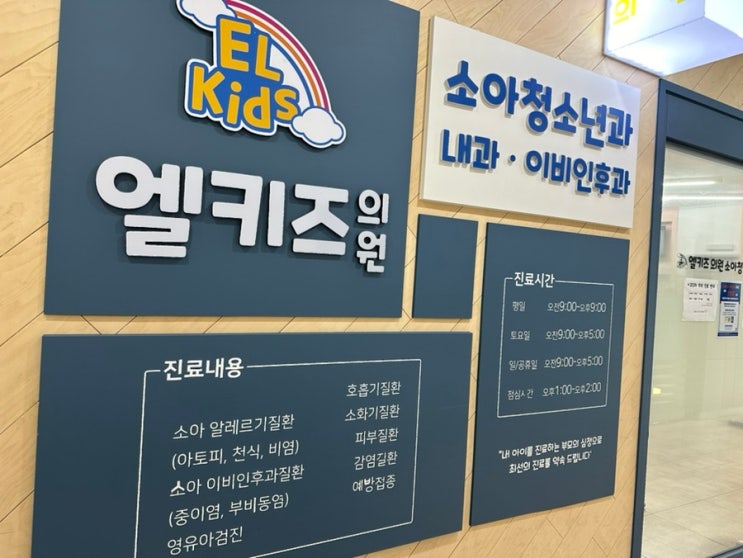 EL
Kids
엘키즈의원
소아청소년과
내과 · 이비인후과
진료시간
평일 오전9:00-오후9:00
토요일 오전9:00-오후5:00
일/공휴일 오전9:00-오후5:00
점심시간 오후1:00-오후2:00
"내 아이를 진료하는 부모의 심정으로
최선의 진료를 약속 드립니다"
진료내용
소아 알레르기질환
(아토피, 천식, 비염)
소아 이비인후과질환
(중이염, 부비동염)
영유아검진
호흡기질환
소화기질환
피부질환
감염질환
예방접종
엘키즈 의원 소아청